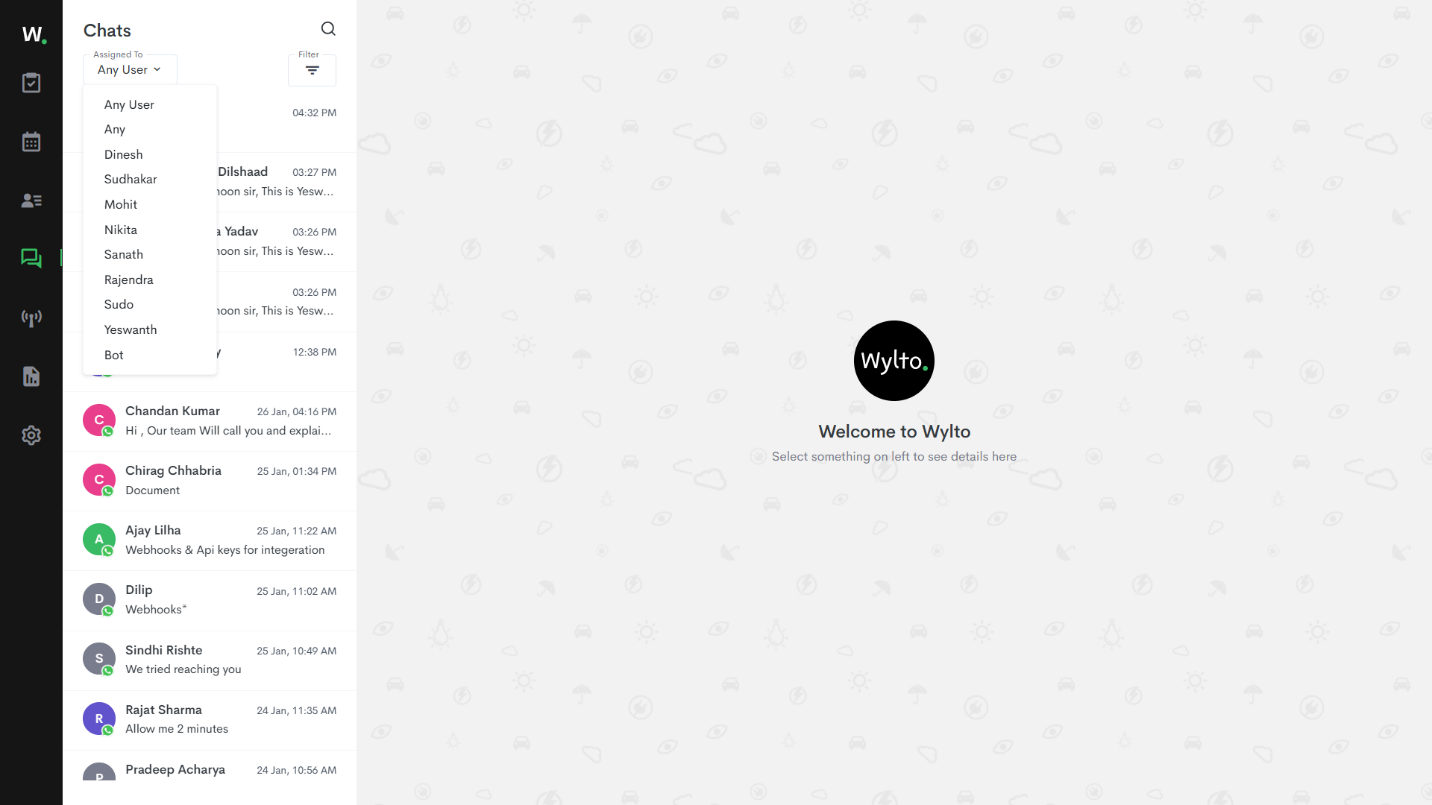 W.
Chats
Assigned To
Any User
Filter
Any User
Any
Dinesh
Sudhakar
Mohit
Nikita
Sanath
Rajendra
Sudo
Yeswanth
Bot
04:32 PM
Dilshaad 03:27 PM
noon sir, This is Yesw...
a Yadav 03:26 PM
noon sir, This is Yesw...
03:26 PM
noon sir, This is Yesw...
y 12:38 PM
C Chandan Kumar 26 Jan, 04:16 PM
Hi , Our team Will call you and explai...
C Chirag Chhabria 25 Jan, 01:34 PM
Document
A Ajay Lilha 25 Jan, 11:22 AM
Webhooks & Api keys for integeration
D Dilip 25 Jan, 11:02 AM
Webhooks*
S Sindhi Rishte 25 Jan, 10:49 AM
We tried reaching you
R Rajat Sharma 24 Jan, 11:35 AM
Allow me 2 minutes
P Pradeep Acharya 24 Jan, 10:56 AM
Wylto.
Welcome to Wylto
Select something on left to see details here